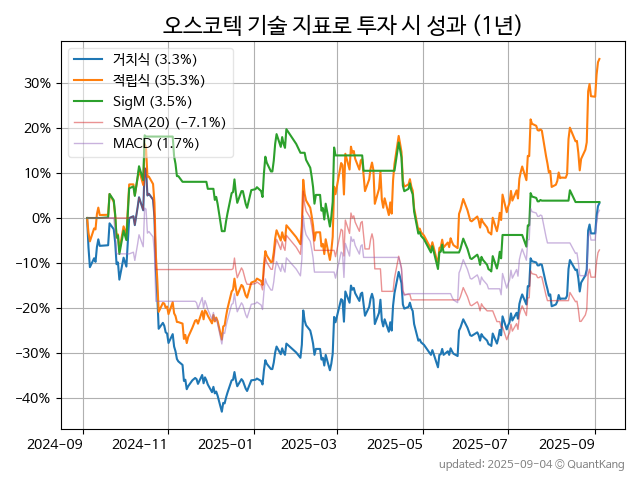 오스코텍 기술 지표로 투자 시 성과 (1년)
거치식 (3.3%)
적립식 (35.3%)
SigM (3.5%)
SMA(20) (−7.1%)
MACD (1.7%)
30%
20%
10%
0%
−10%
−20%
−30%
−40%
2024-09 2024-11 2025-01 2025-03 2025-05 2025-07 2025-09
updated: 2025-09-04 ⓒ QuantKang